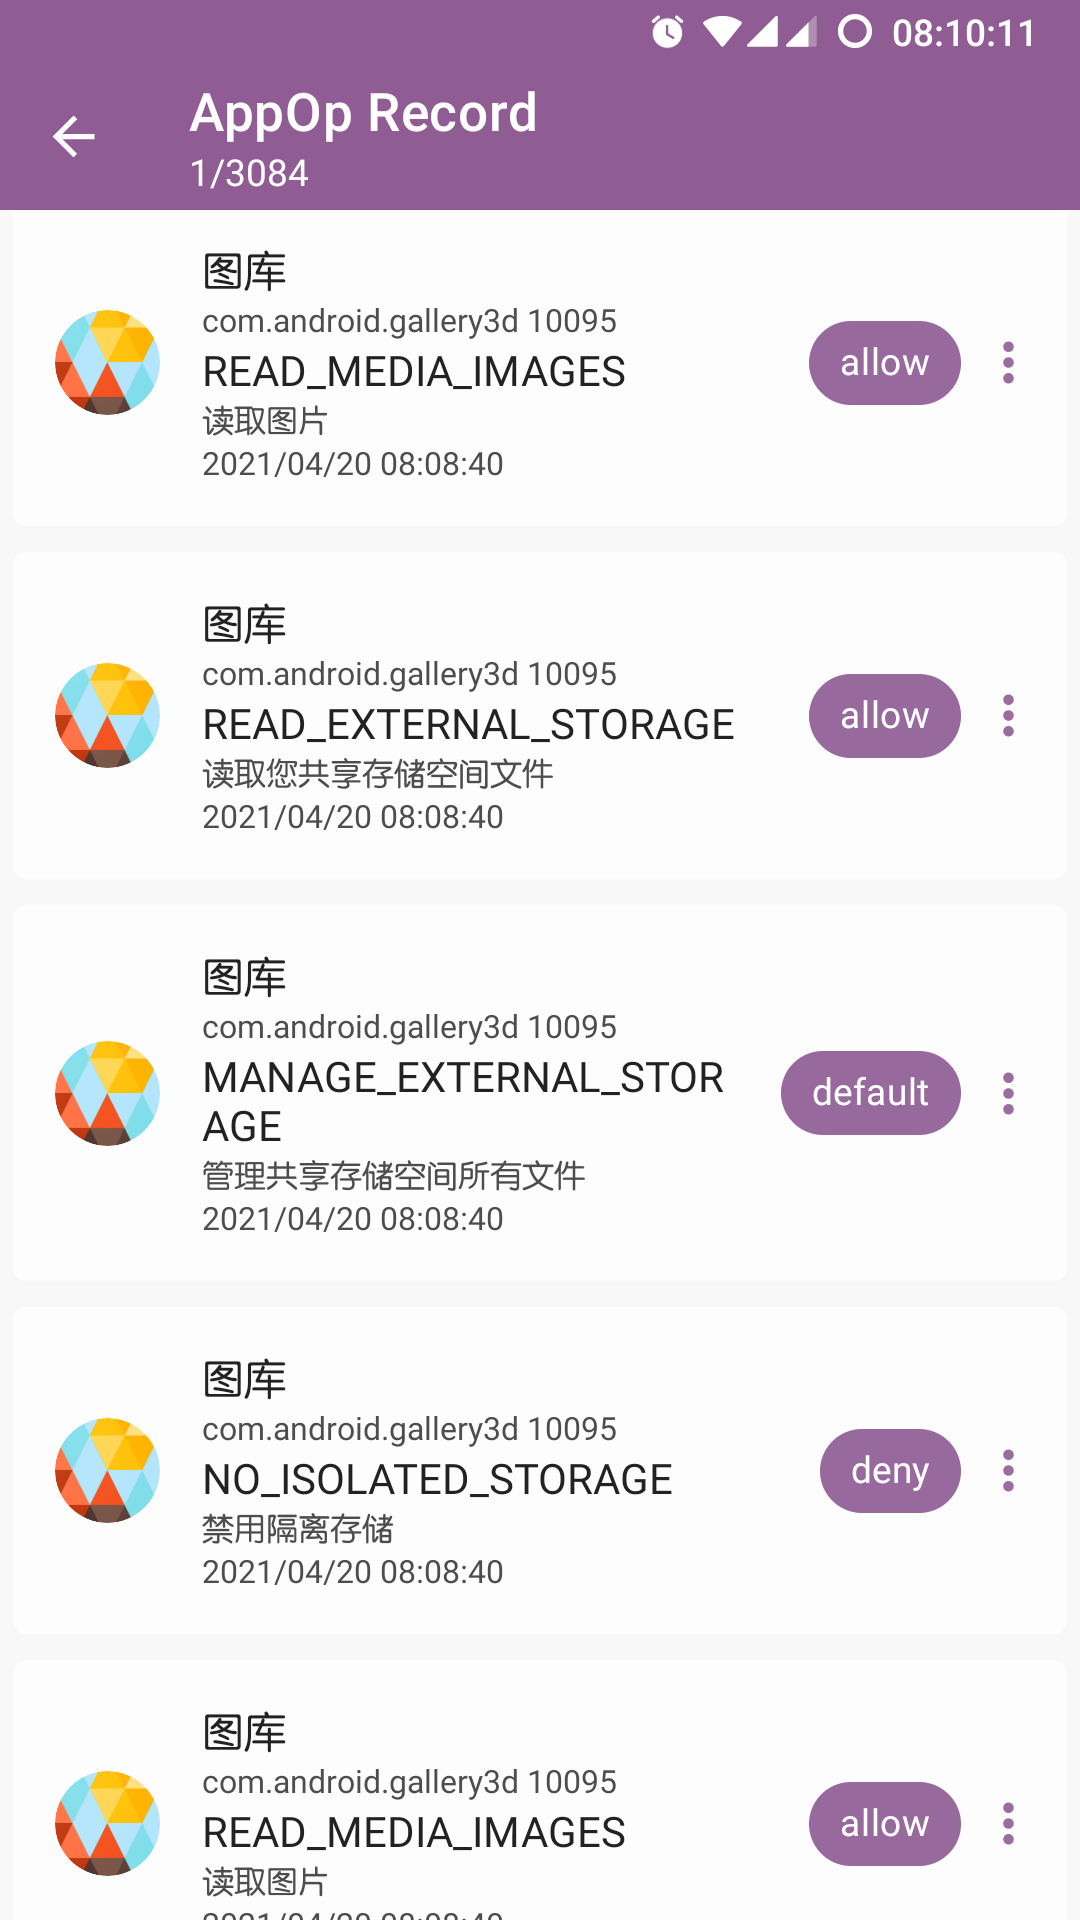 08:10:11
AppOp Record
1/3084
图库
com.android.gallery3d 10095
READ_MEDIA_IMAGES
读取图片
2021/04/20 08:08:40
allow
图库
com.android.gallery3d 10095
READ_EXTERNAL_STORAGE
读取您共享存储空间文件
2021/04/20 08:08:40
allow
图库
com.android.gallery3d 10095
MANAGE_EXTERNAL_STOR
AGE
管理共享存储空间所有文件
2021/04/20 08:08:40
default
图库
com.android.gallery3d 10095
NO_ISOLATED_STORAGE
禁用隔离存储
2021/04/20 08:08:40
deny
图库
com.android.gallery3d 10095
READ_MEDIA_IMAGES
读取图片
allow